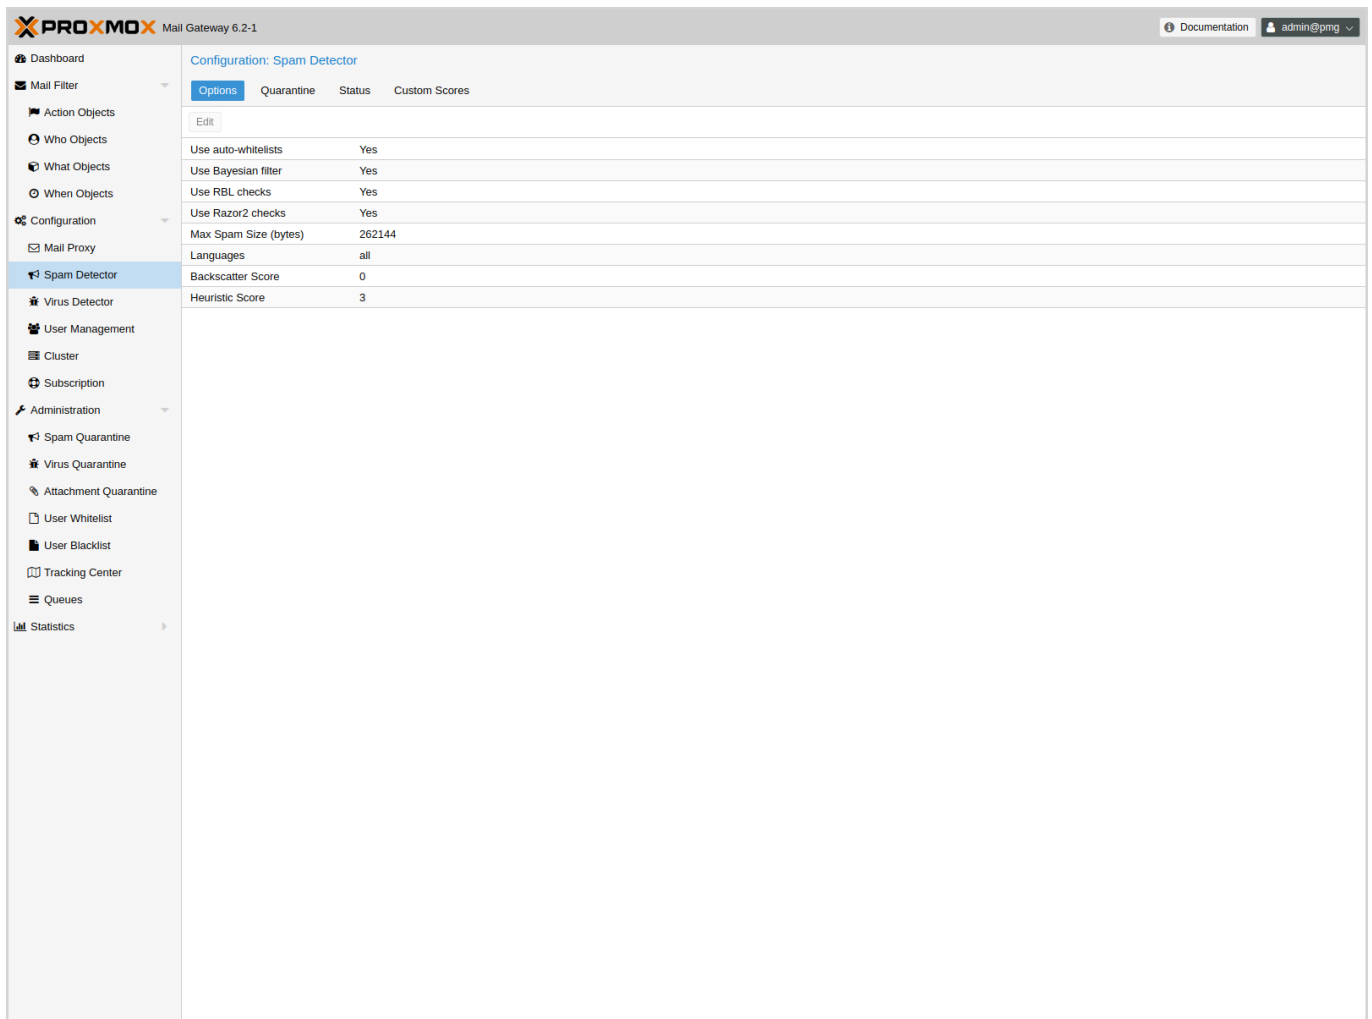 PROXMOX Mail Gateway 6.2-1
Documentation
admin@pmg
Dashboard
Mail Filter
Action Objects
Who Objects
What Objects
When Objects
Configuration
Mail Proxy
Spam Detector
Virus Detector
User Management
Cluster
Subscription
Administration
Spam Quarantine
Virus Quarantine
Attachment Quarantine
User Whitelist
User Blacklist
Tracking Center
Queues
Statistics
Configuration: Spam Detector
Options Quarantine Status Custom Scores
Edit
Use auto-whitelists Yes
Use Bayesian filter Yes
Use RBL checks Yes
Use Razor2 checks Yes
Max Spam Size (bytes) 262144
Languages all
Backscatter Score 0
Heuristic Score 3